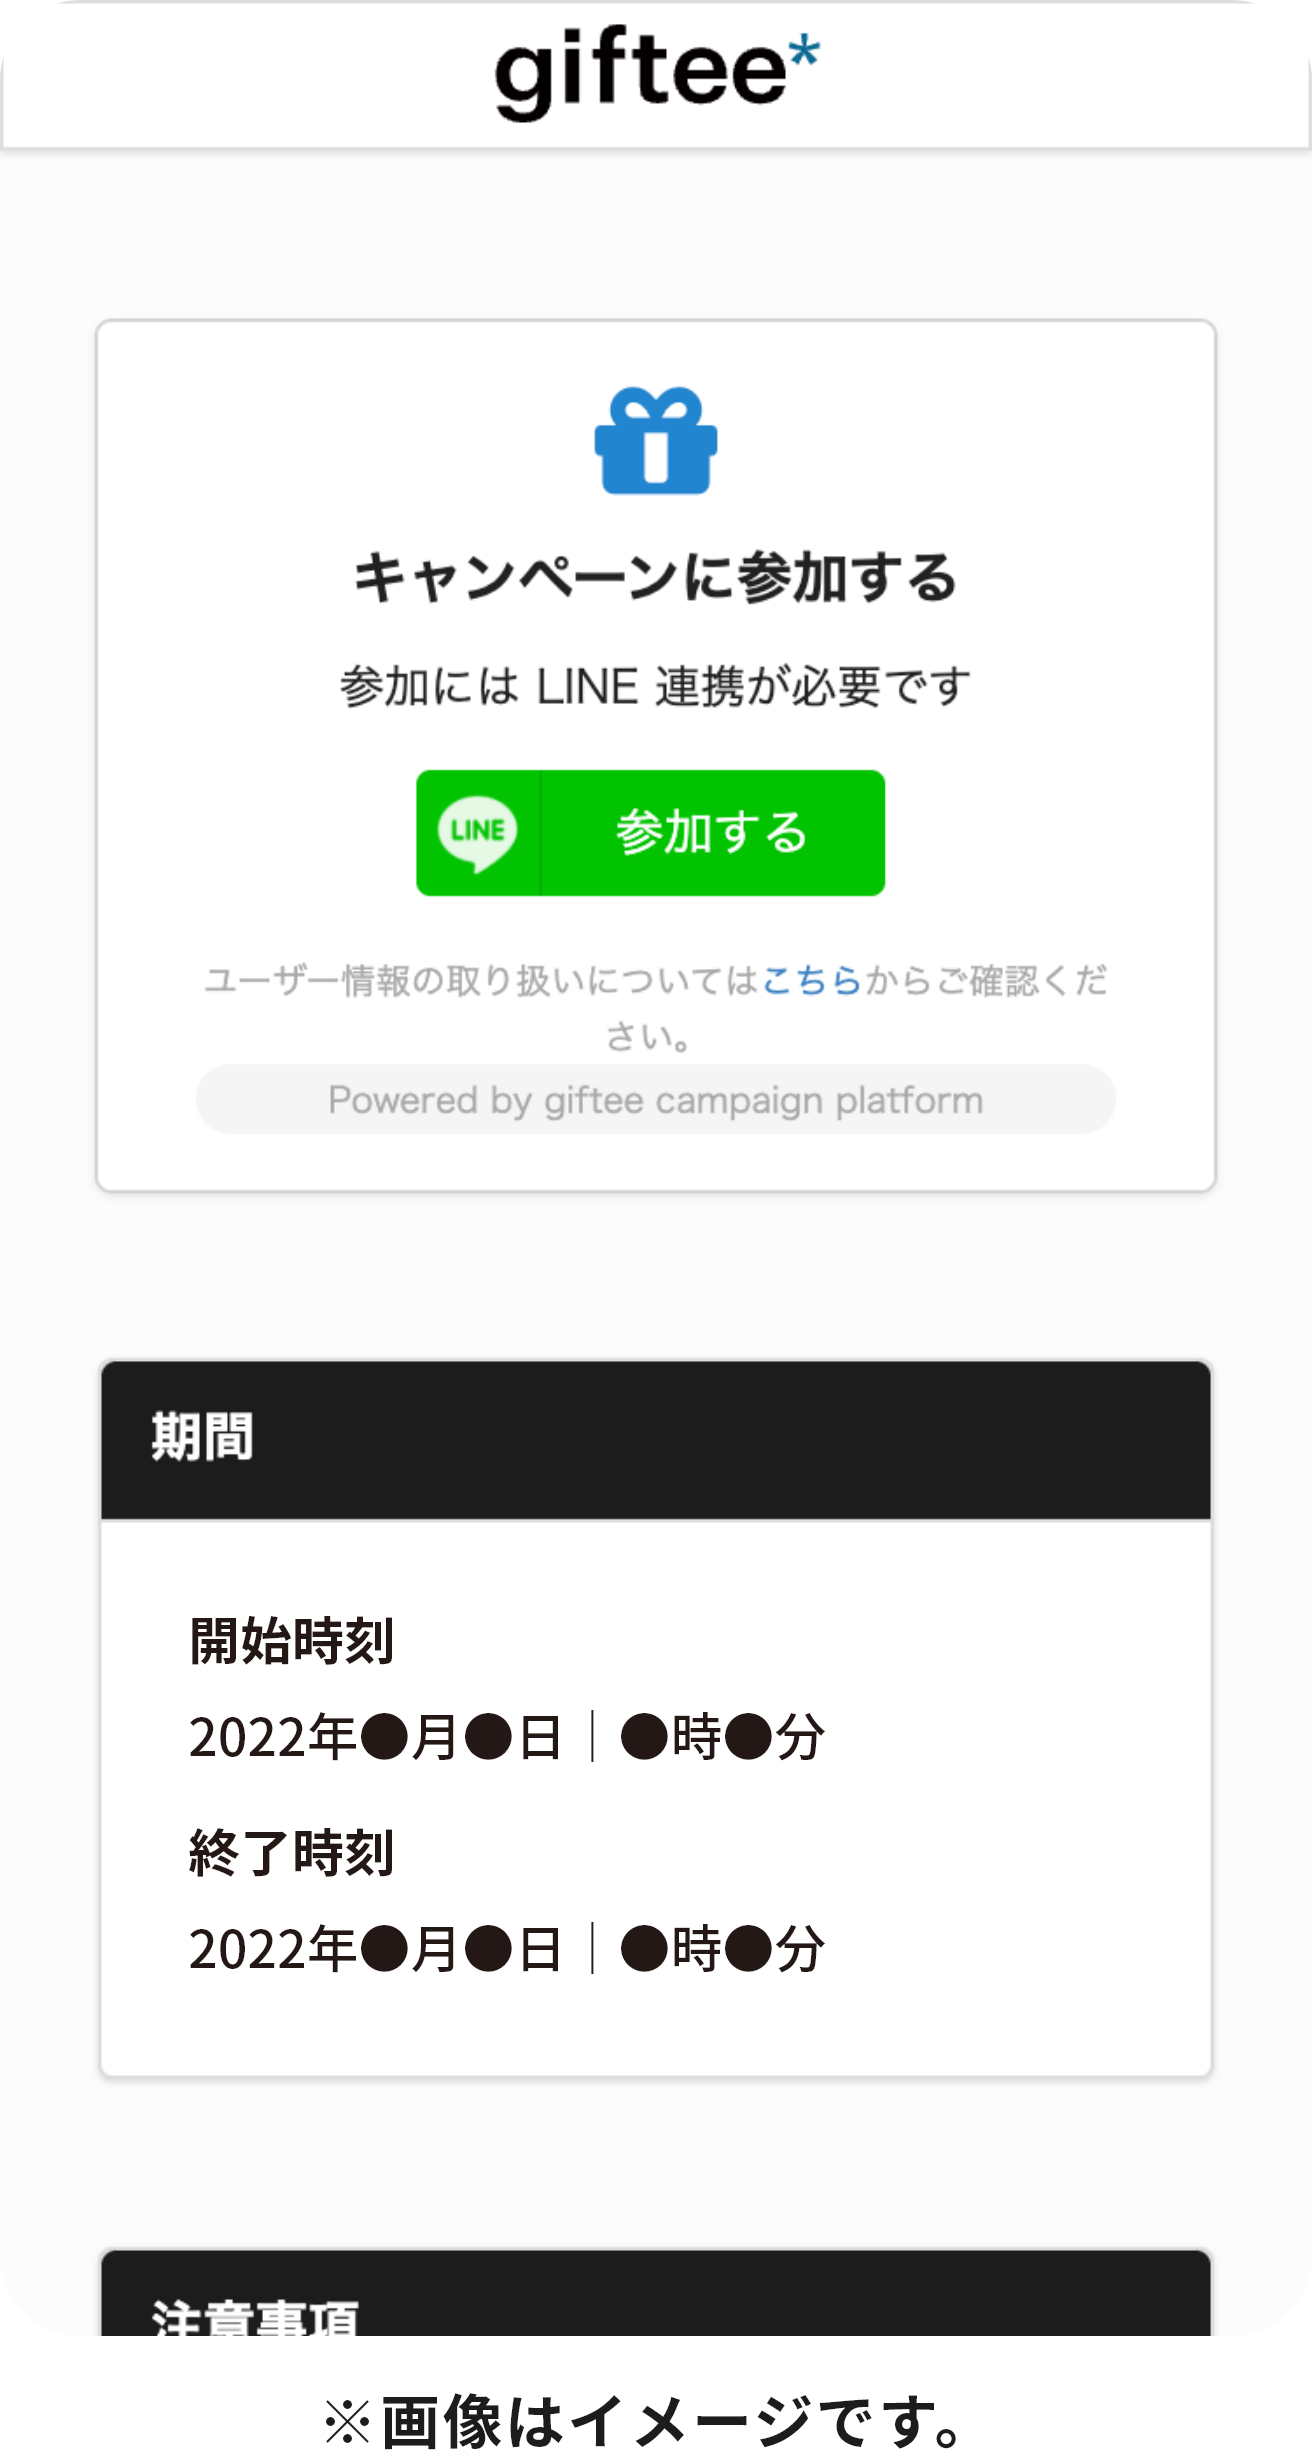 giftee*
キャンペーンに参加する
参加には LINE 連携が必要です
LINE 参加する
ユーザー情報の取り扱いについてはこちらからご確認くだ
さい。
Powered by giftee campaign platform
期間
開始時刻
2022年●月●日｜●時●分
終了時刻
2022年●月●日｜●時●分
注意事項
※画像はイメージです。